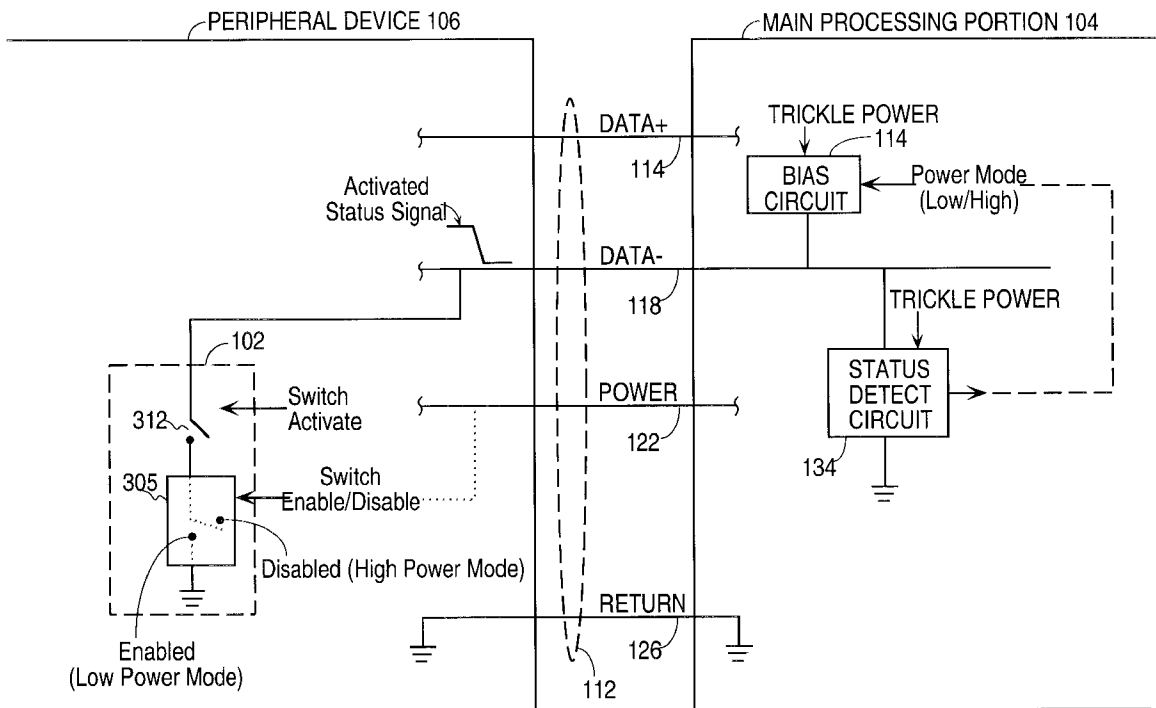 PERIPHERAL DEVICE 106
MAIN PROCESSING PORTION 104
DATA+
114
TRICKLE POWER
114
BIAS
CIRCUIT
Power Mode
(Low/High)
Activated
Status Signal
DATA-
118
TRICKLE POWER
102
STATUS
DETECT
CIRCUIT
134
Switch
Activate
312
POWER
122
305
Switch
Enable/Disable
Disabled (High Power Mode)
Enabled
(Low Power Mode)
RETURN
126
112